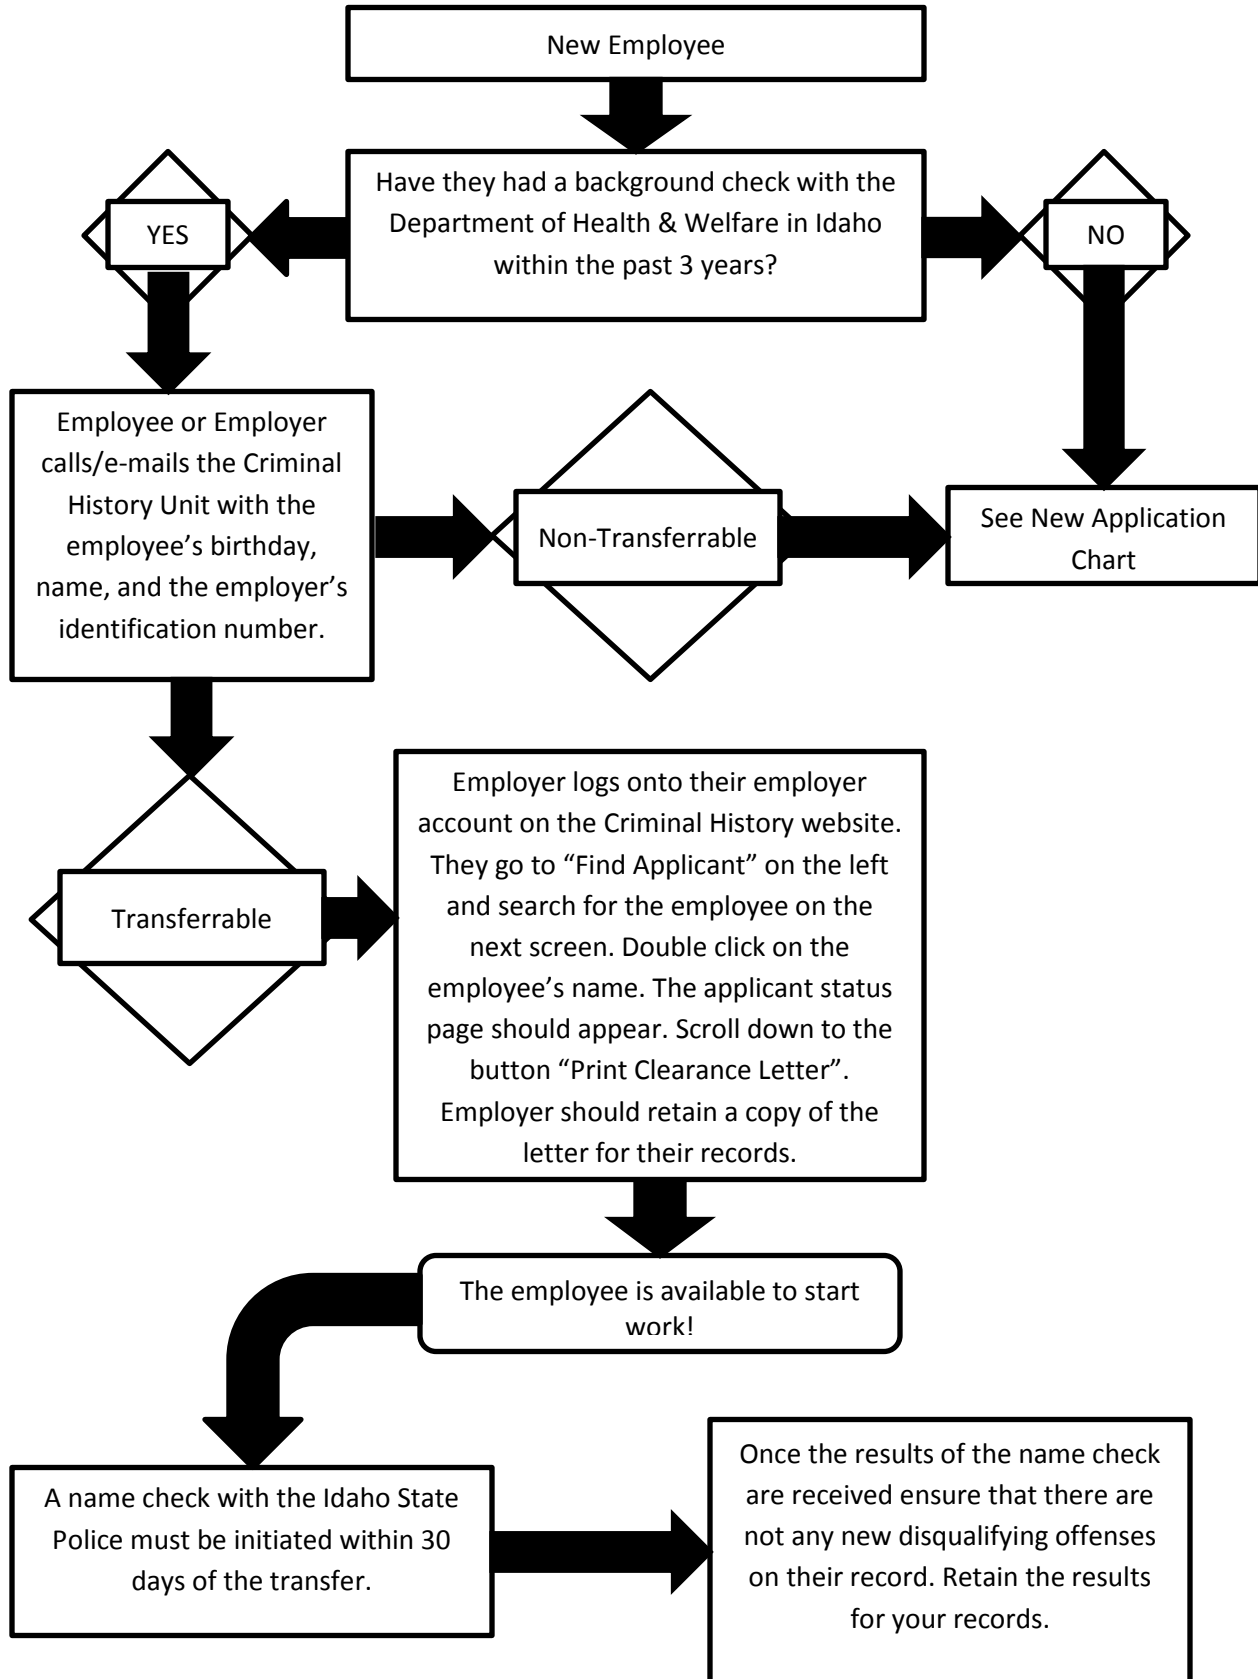 New Employee
Have they had a background check with the
Department of Health & Welfare in Idaho
within the past 3 years?
YES
NO
Employee or Employer
calls/e-mails the Criminal
History Unit with the
employee’s birthday,
name, and the employer’s
identification number.
Non-Transferrable
See New Application
Chart
Transferrable
Employer logs onto their employer
account on the Criminal History website.
They go to “Find Applicant” on the left
and search for the employee on the
next screen. Double click on the
employee’s name. The applicant status
page should appear. Scroll down to the
button “Print Clearance Letter”.
Employer should retain a copy of the
letter for their records.
The employee is available to start
work!
A name check with the Idaho State
Police must be initiated within 30
days of the transfer.
Once the results of the name check
are received ensure that there are
not any new disqualifying offenses
on their record. Retain the results
for your records.